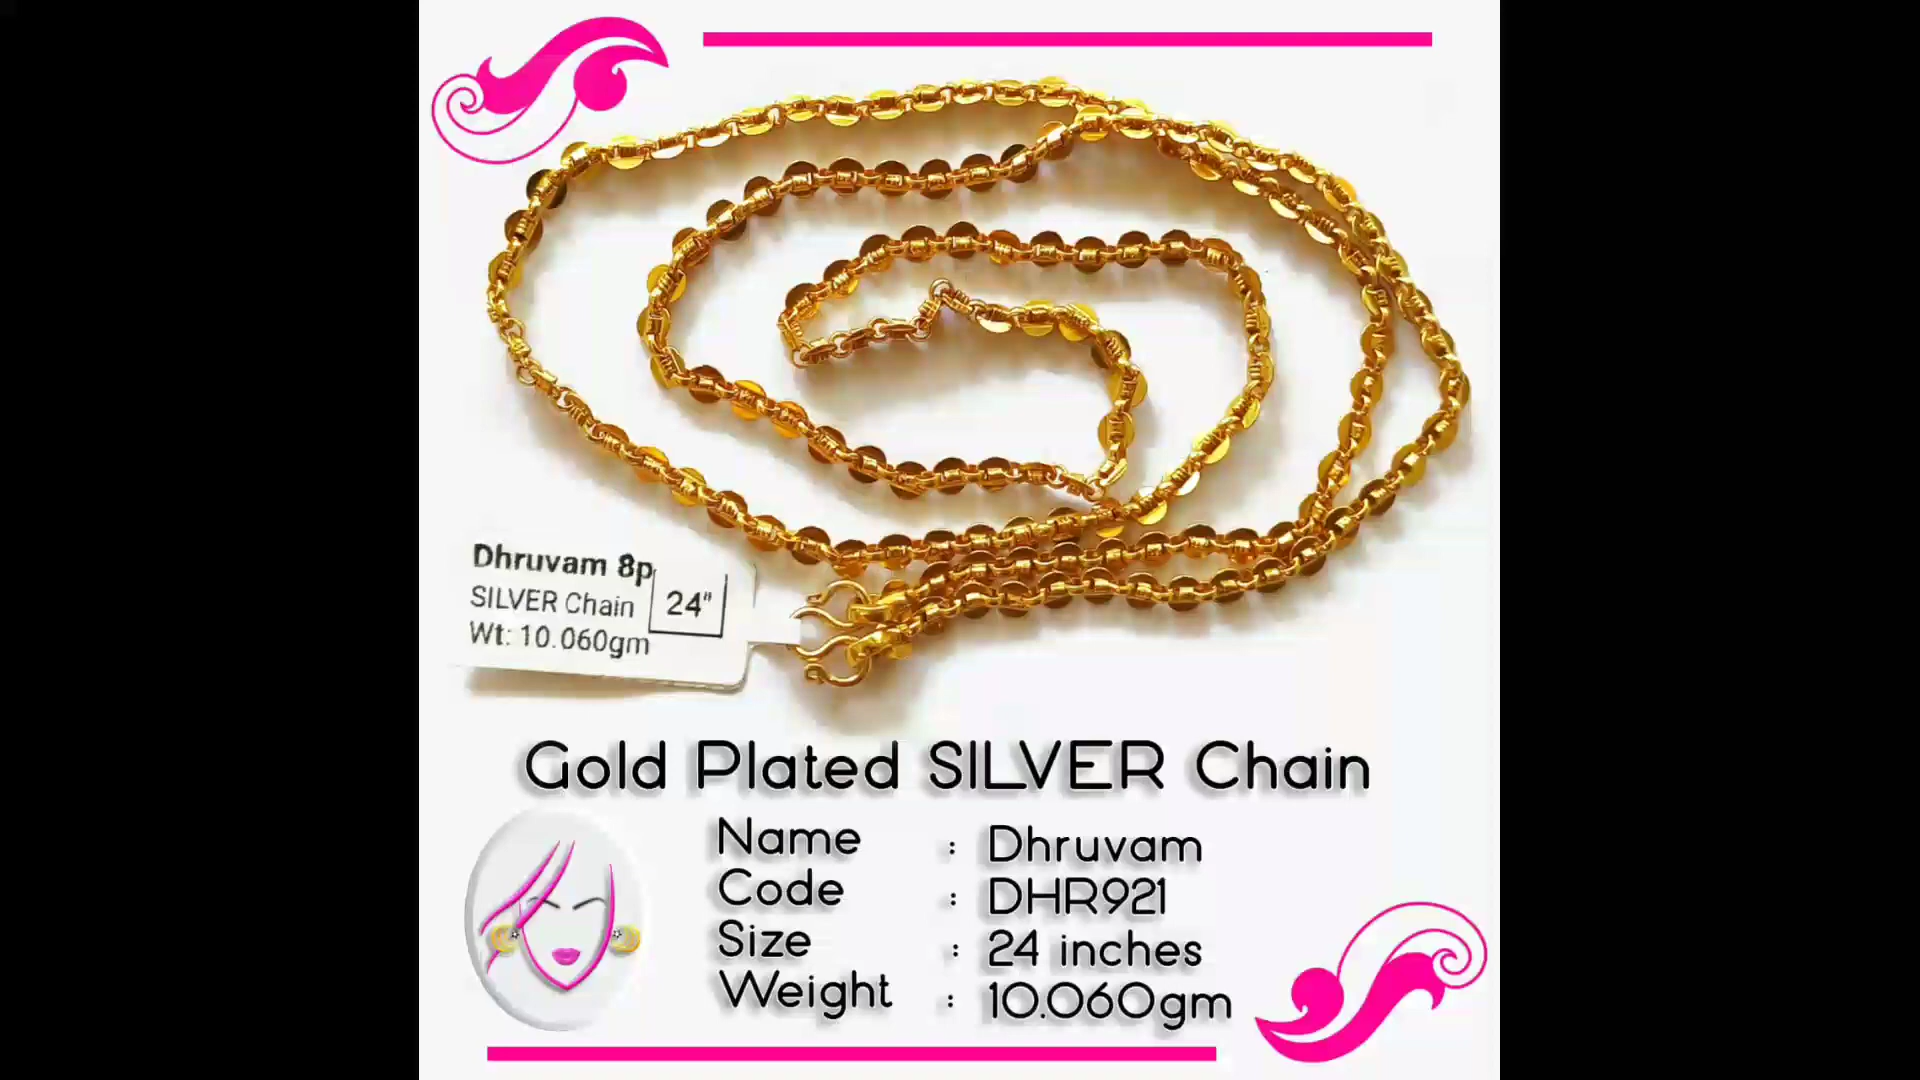 Dhruvam 8p
SILVER Chain
24"
Wt: 10.060gm
Gold Plated SILVER Chain
Name : Dhruvam
Code : DHR921
Size : 24 inches
Weight : 10.060gm